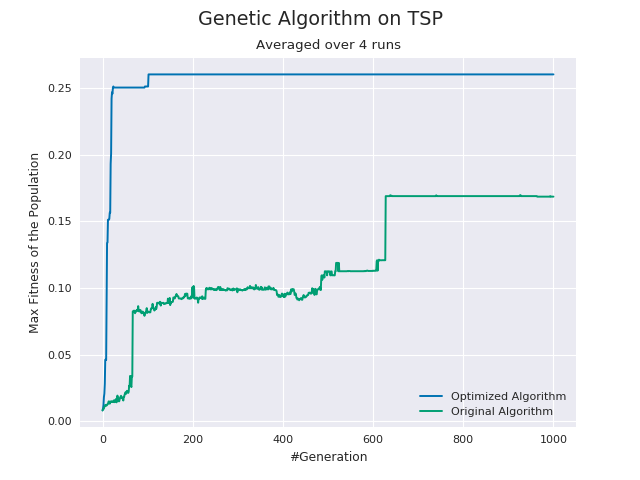 Genetic Algorithm on TSP
Averaged over 4 runs
Max Fitness of the Population
0.25
0.20
0.15
0.10
0.05
0.00
0 200 400 600 800 1000
#Generation
Optimized Algorithm
Original Algorithm